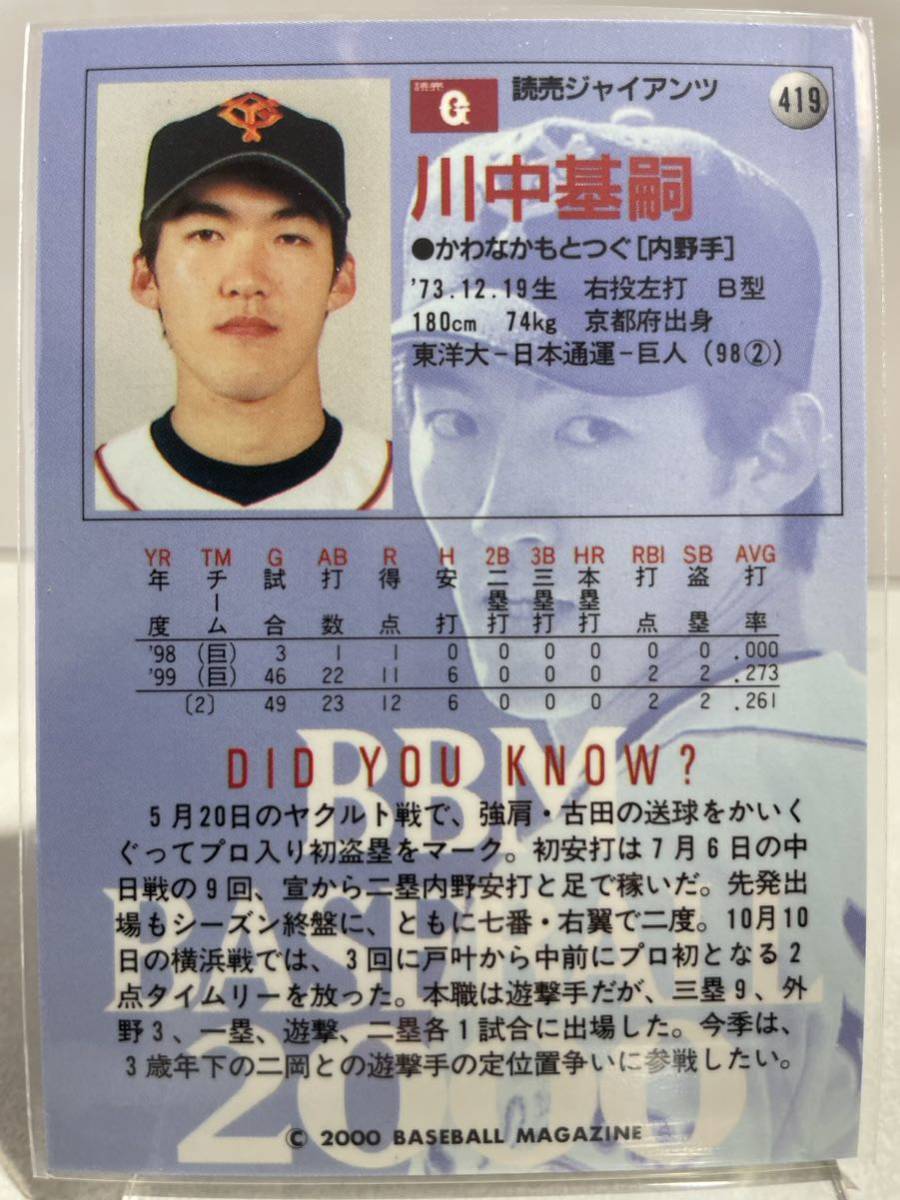 読売
G
読売ジャイアンツ
419
川中基嗣
●かわなかもとつぐ[内野手]
'73.12.19生 右投左打 B型
180cm 74kg 京都府出身
東洋大－日本通運－巨人（98②）
YR TM G AB R H 2B 3B HR RBI SB AVG
年度 チーム 試合 打数 得点 安打 二塁打 三塁打 本塁打 打点 盗塁 打率
'98 (巨) 3 1 1 0 0 0 0 0 0 .000
'99 (巨) 46 22 11 6 0 0 0 2 2 .273
〔2〕 49 23 12 6 0 0 0 2 2 .261
DID YOU KNOW?
5月20日のヤクルト戦で、強肩・古田の送球をかいく
ぐってプロ入り初盗塁をマーク。初安打は7月6日の中
日戦の9回、宣から二塁内野安打と足で稼いだ。先発出
場もシーズン終盤に、ともに七番・右翼で二度。10月10
日の横浜戦では、3回に戸叶から中前にプロ初となる2
点タイムリーを放った。本職は遊撃手だが、三塁9、外
野3、一塁、遊撃、二塁各1試合に出場した。今季は、
3歳年下の二岡との遊撃手の定位置争いに参戦したい。
BBM
BASEBALL
2000
© 2000 BASEBALL MAGAZINE